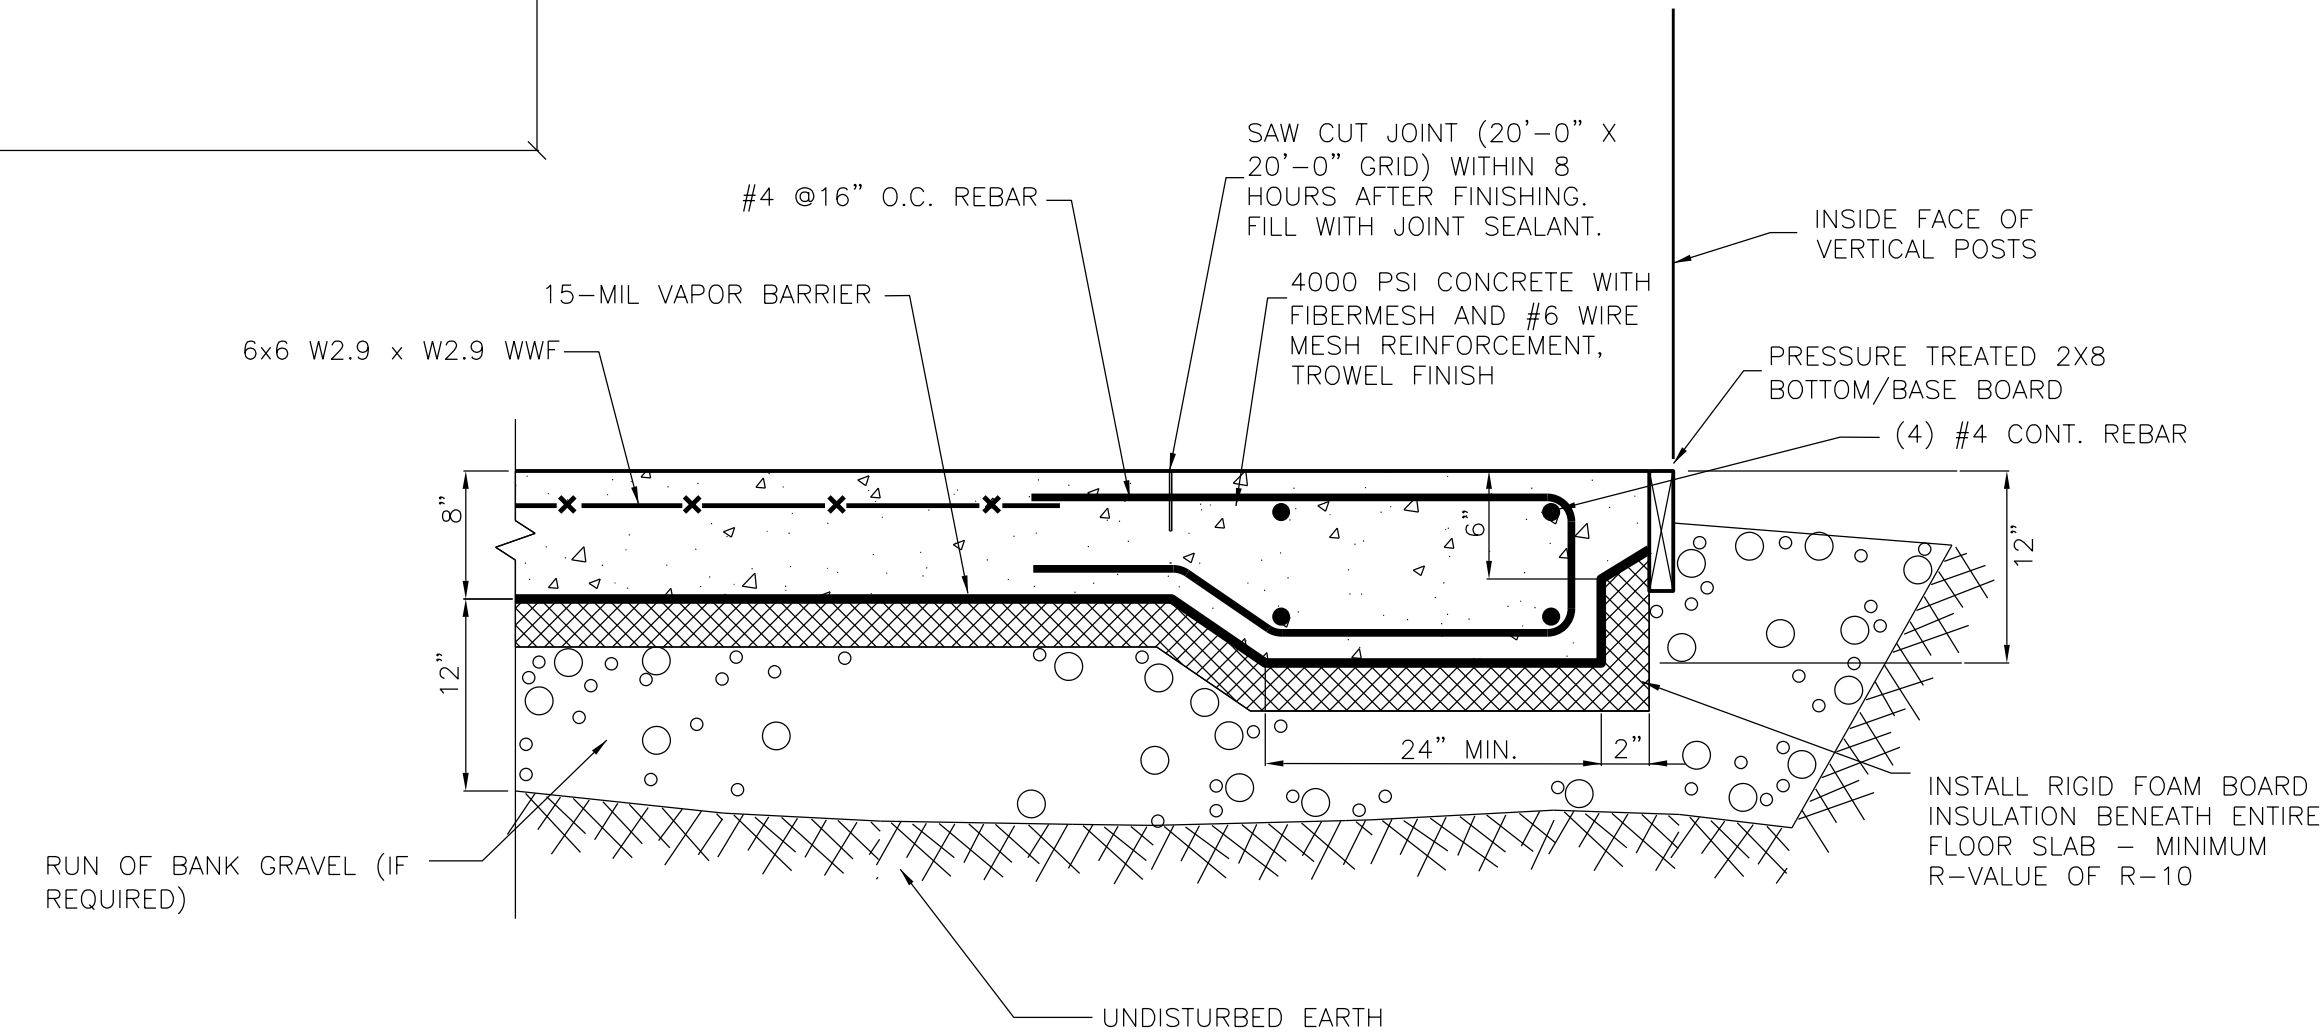 SAW CUT JOINT (20'-0" X
20'-0" GRID) WITHIN 8
HOURS AFTER FINISHING.
FILL WITH JOINT SEALANT.
#4 @16" O.C. REBAR
INSIDE FACE OF
VERTICAL POSTS
15-MIL VAPOR BARRIER
4000 PSI CONCRETE WITH
FIBERMESH AND #6 WIRE
MESH REINFORCEMENT,
TROWEL FINISH
6x6 W2.9 x W2.9 WWF
PRESSURE TREATED 2X8
BOTTOM/BASE BOARD
(4) #4 CONT. REBAR
8"
6"
12"
12"
24" MIN.
2"
INSTALL RIGID FOAM BOARD
INSULATION BENEATH ENTIRE
FLOOR SLAB - MINIMUM
R-VALUE OF R-10
RUN OF BANK GRAVEL (IF
REQUIRED)
UNDISTURBED EARTH